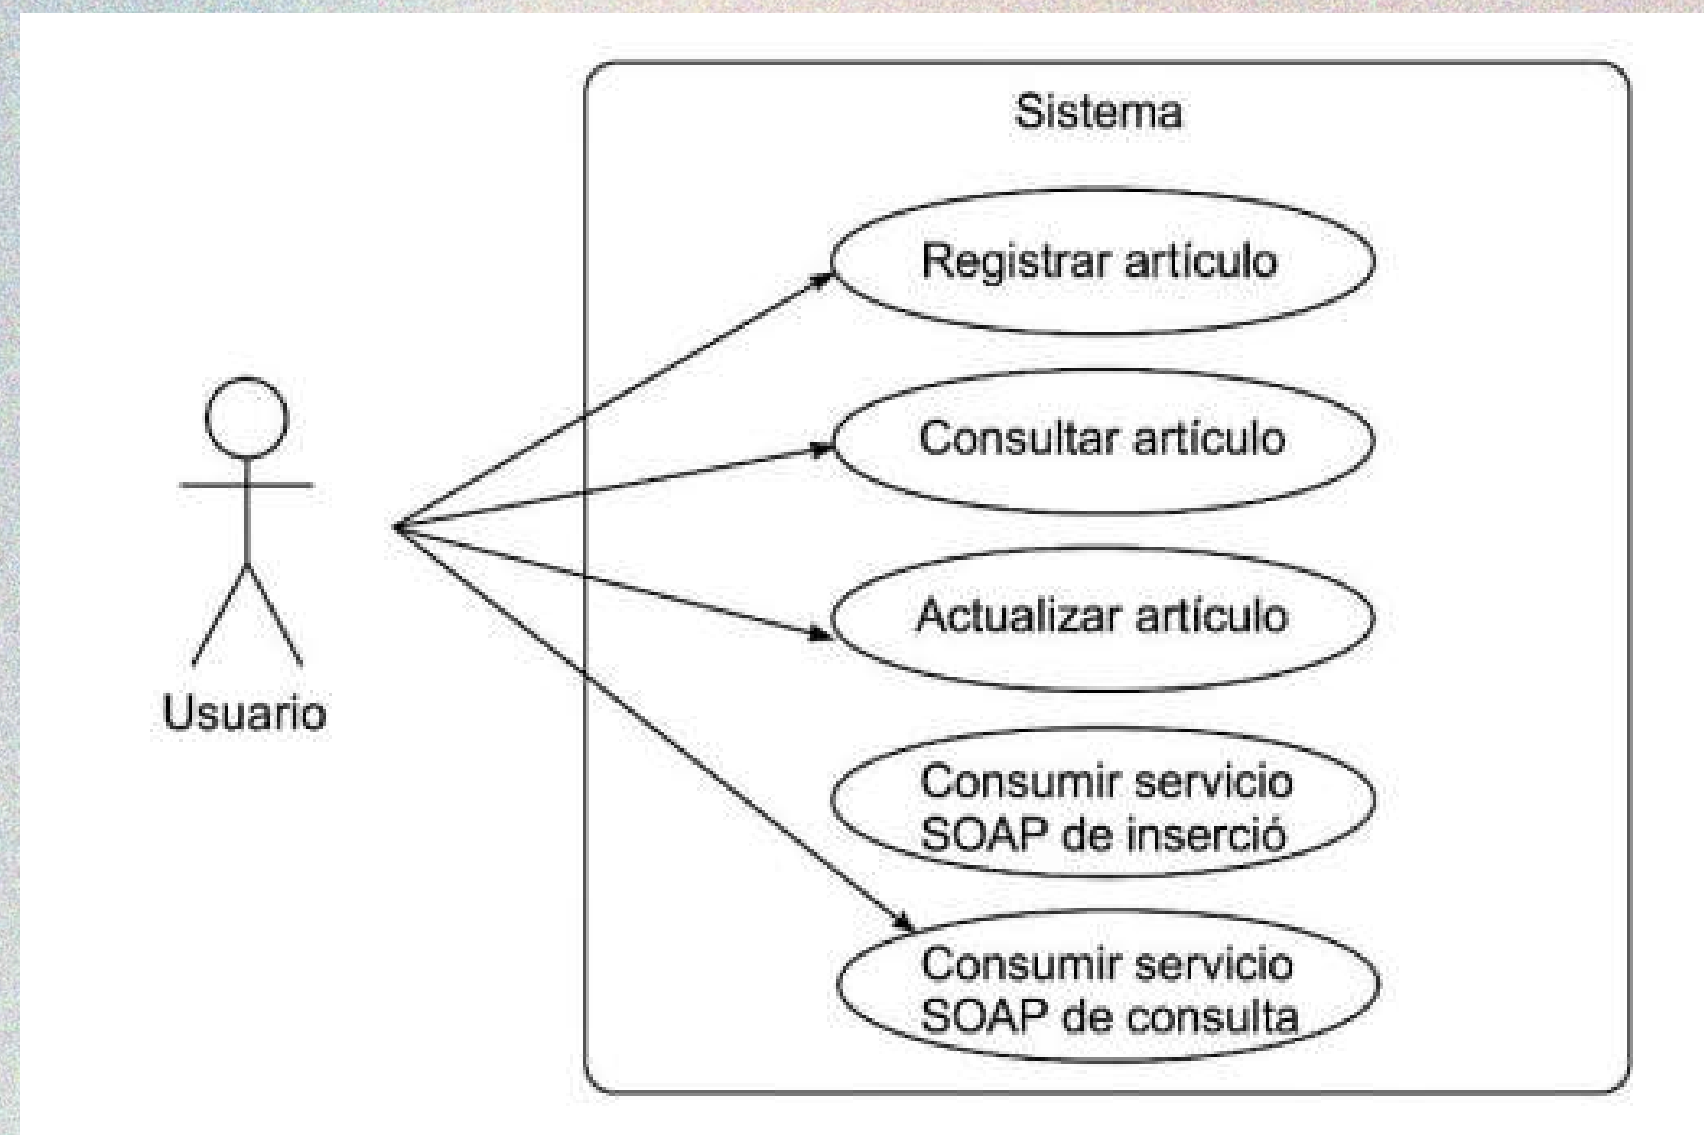 Sistema
Registrar artículo
Consultar artículo
Actualizar artículo
Usuario
Consumir servicio
SOAP de inserció
Consumir servicio
SOAP de consulta